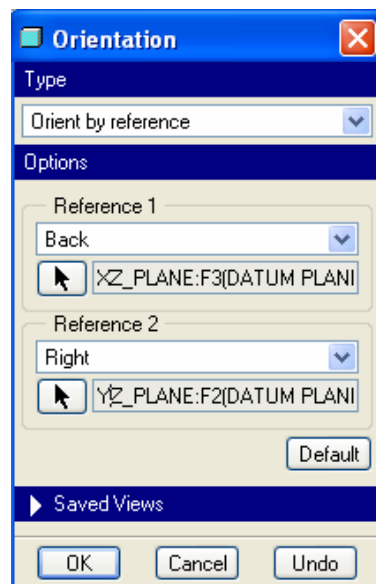 Orientation
Type
Orient by reference
Options
Reference 1
Back
XZ_PLANE:F3(DATUM PLANI
Reference 2
Right
YZ_PLANE:F2(DATUM PLANI
Default
Saved Views
OK Cancel Undo